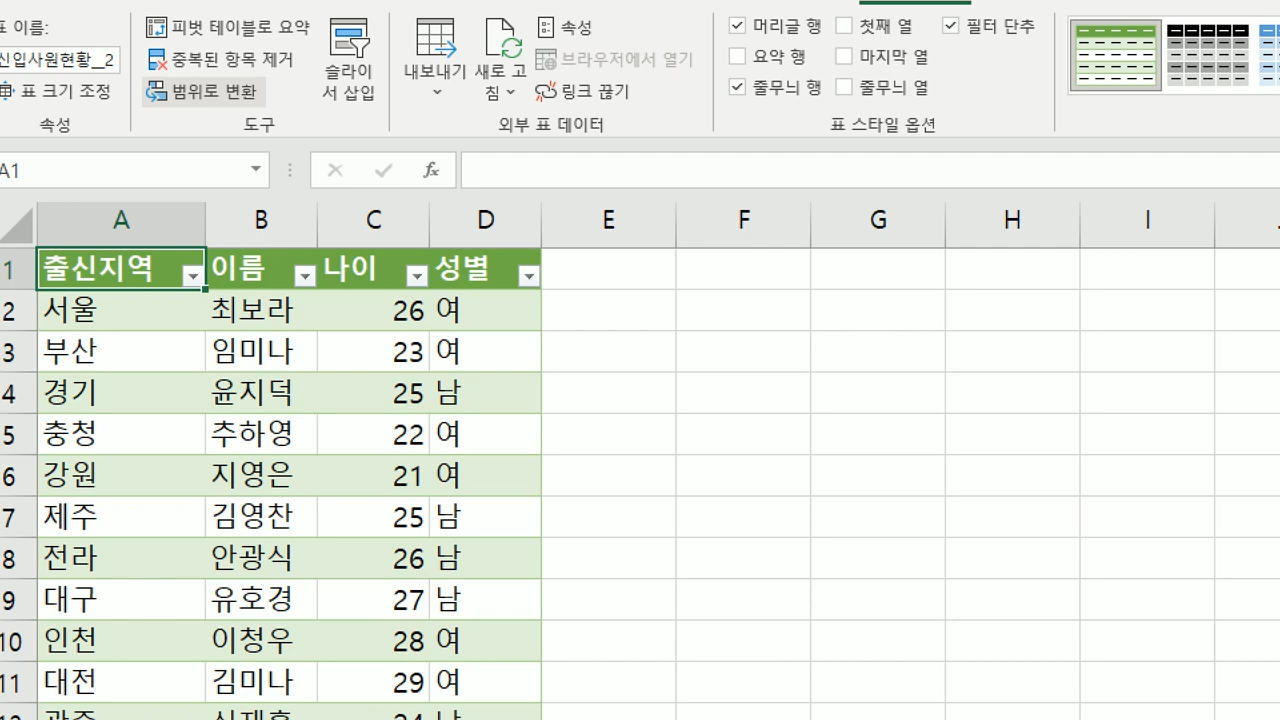 표 이름:
신입사원현황__2
표 크기 조정
속성
피벗 테이블로 요약
중복된 항목 제거
범위로 변환
슬라이
서 삽입
도구
내보내기
새로 고
침
속성
브라우저에서 열기
링크 끊기
외부 표 데이터
머리글 행
첫째 열
필터 단추
요약 행
마지막 열
줄무늬 행
줄무늬 열
표 스타일 옵션
A1
fx
A B C D E F G H I
1 출신지역 이름 나이 성별
2 서울 최보라 26 여
3 부산 임미나 23 여
4 경기 윤지덕 25 남
5 충청 추하영 22 여
6 강원 지영은 21 여
7 제주 김영찬 25 남
8 전라 안광식 26 남
9 대구 유호경 27 남
10 인천 이청우 28 여
11 대전 김미나 29 여